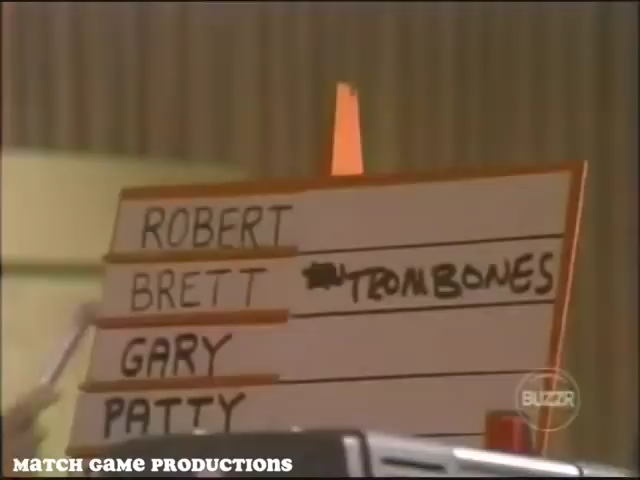 ROBERT
BRETT TROMBONES
GARY
PATTY
BUZZR
MATCH GAME PRODUCTIONS